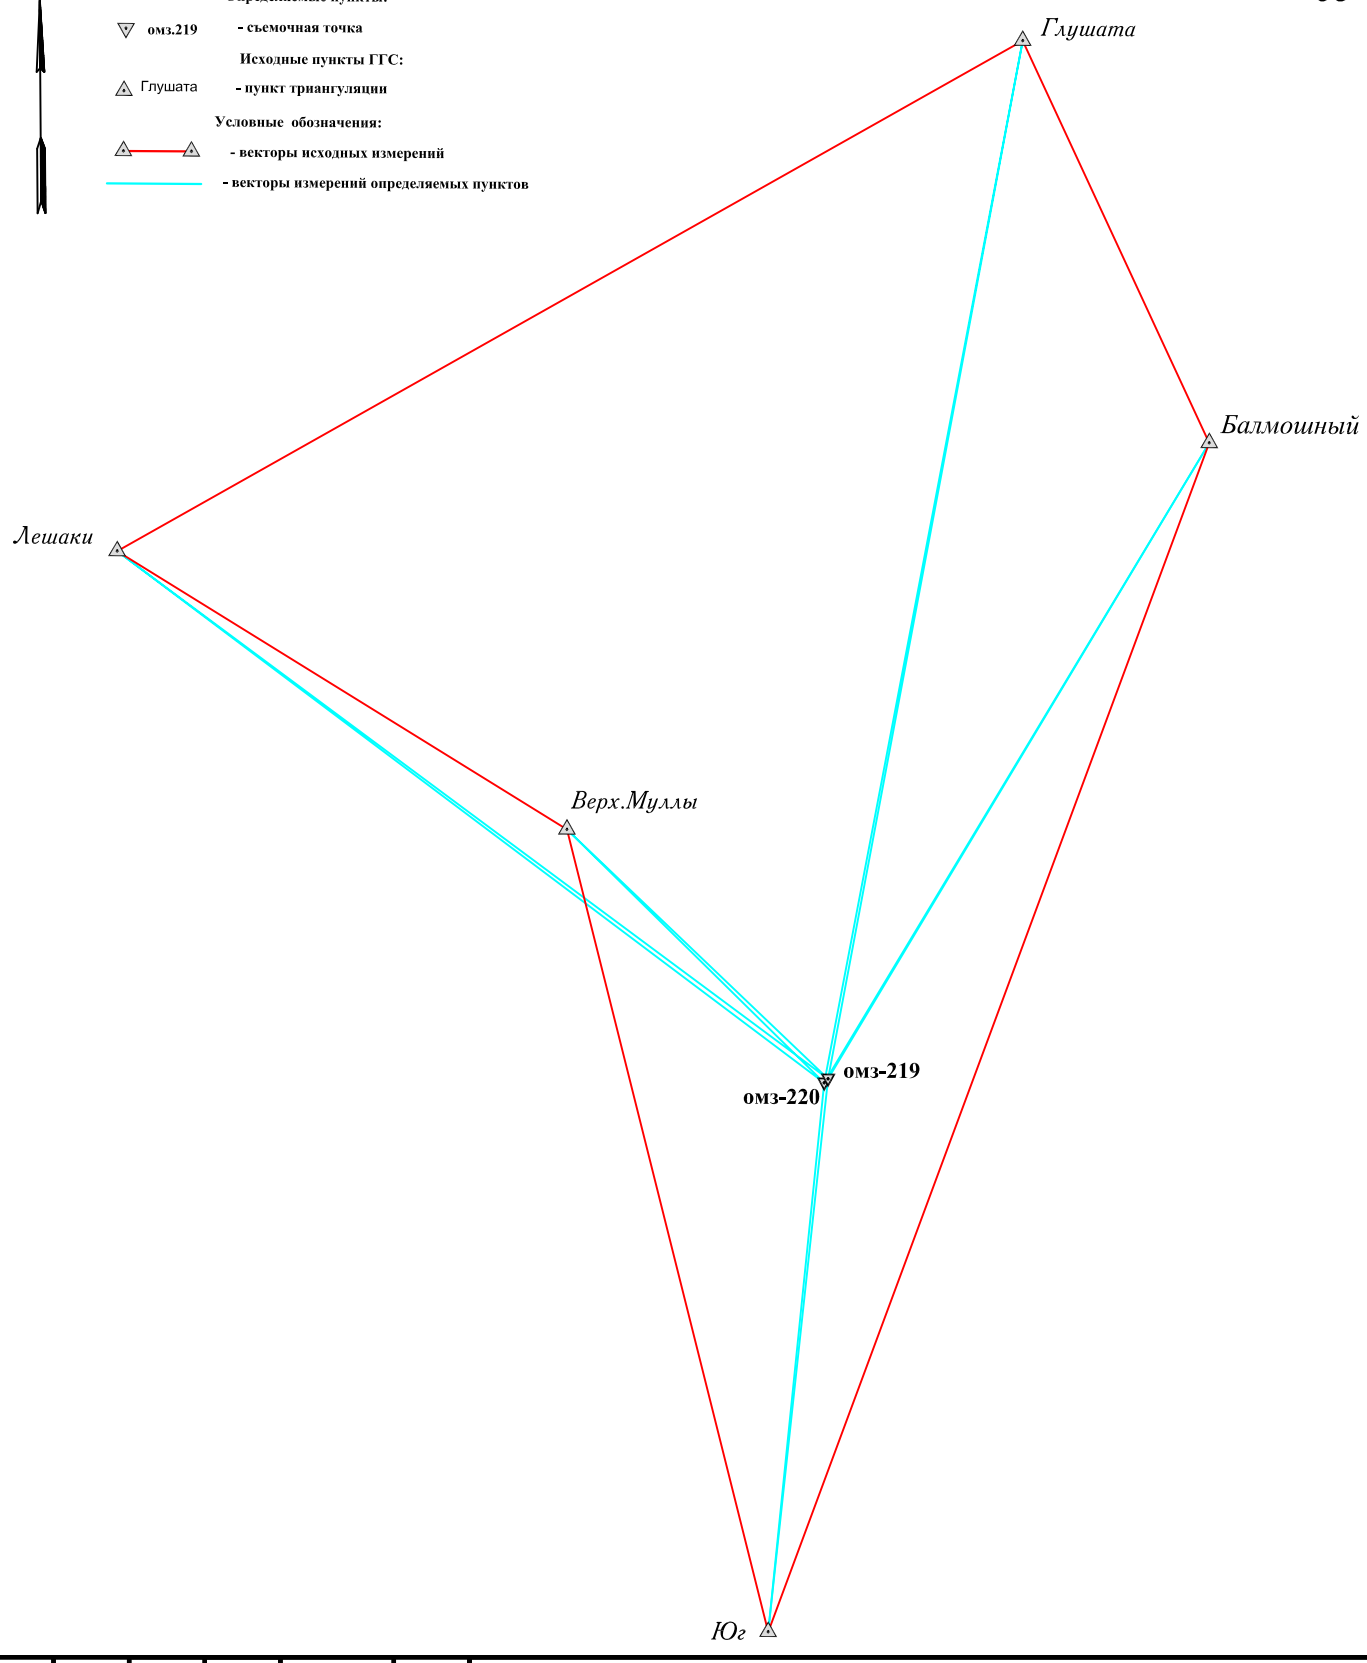 омз.219 - съемочная точка
Исходные пункты ГГС:
Глушата - пункт триангуляции
Условные обозначения:
- векторы исходных измерений
- векторы измерений определяемых пунктов
Глушата
Балмошный
Лешаки
Верх.Муллы
омз-219
омз-220
Юг